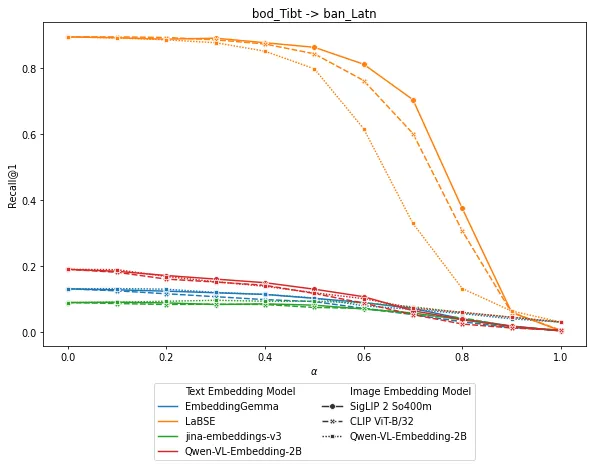 bod_Tibt -> ban_Latn
Recall@1
0.8
0.6
0.4
0.2
0.0
0.0 0.2 0.4 0.6 0.8 1.0
α
Text Embedding Model Image Embedding Model
EmbeddingGemma SigLIP 2 So400m
LaBSE CLIP ViT-B/32
jina-embeddings-v3 Qwen-VL-Embedding-2B
Qwen-VL-Embedding-2B